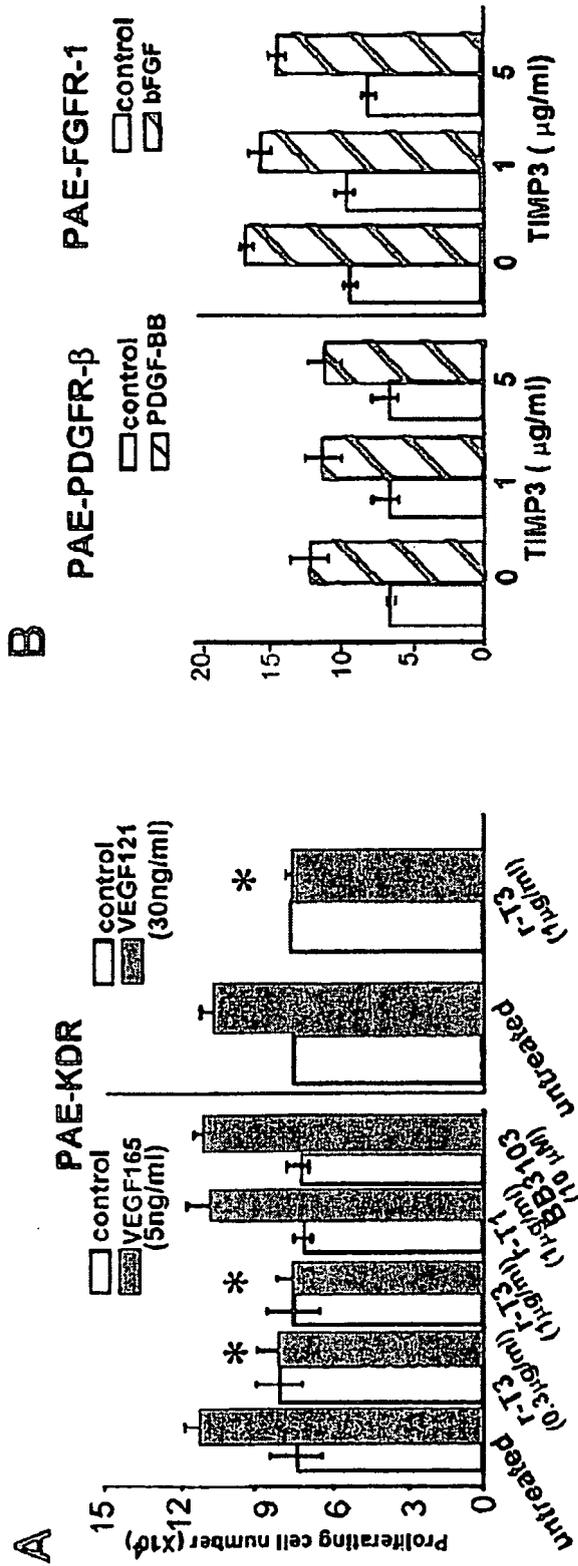 A
PAE-KDR
control
VEGF165
(5ng/ml)
control
VEGF121
(30ng/ml)
Proliferating cell number (X10⁴)
15
12
9
6
3
0
*
*
*
untreated
r-T3
(0.3µg/ml)
r-T3
(1µg/ml)
r-T1
(1µg/ml)
BB3103
(10 µM)
untreated
r-T3
(1µg/ml)
B
PAE-PDGFR-β
control
PDGF-BB
PAE-FGFR-1
control
bFGF
20
15
10
5
0
0 1 5
TIMP3 ( µg/ml)
0 1 5
TIMP3 ( µg/ml)